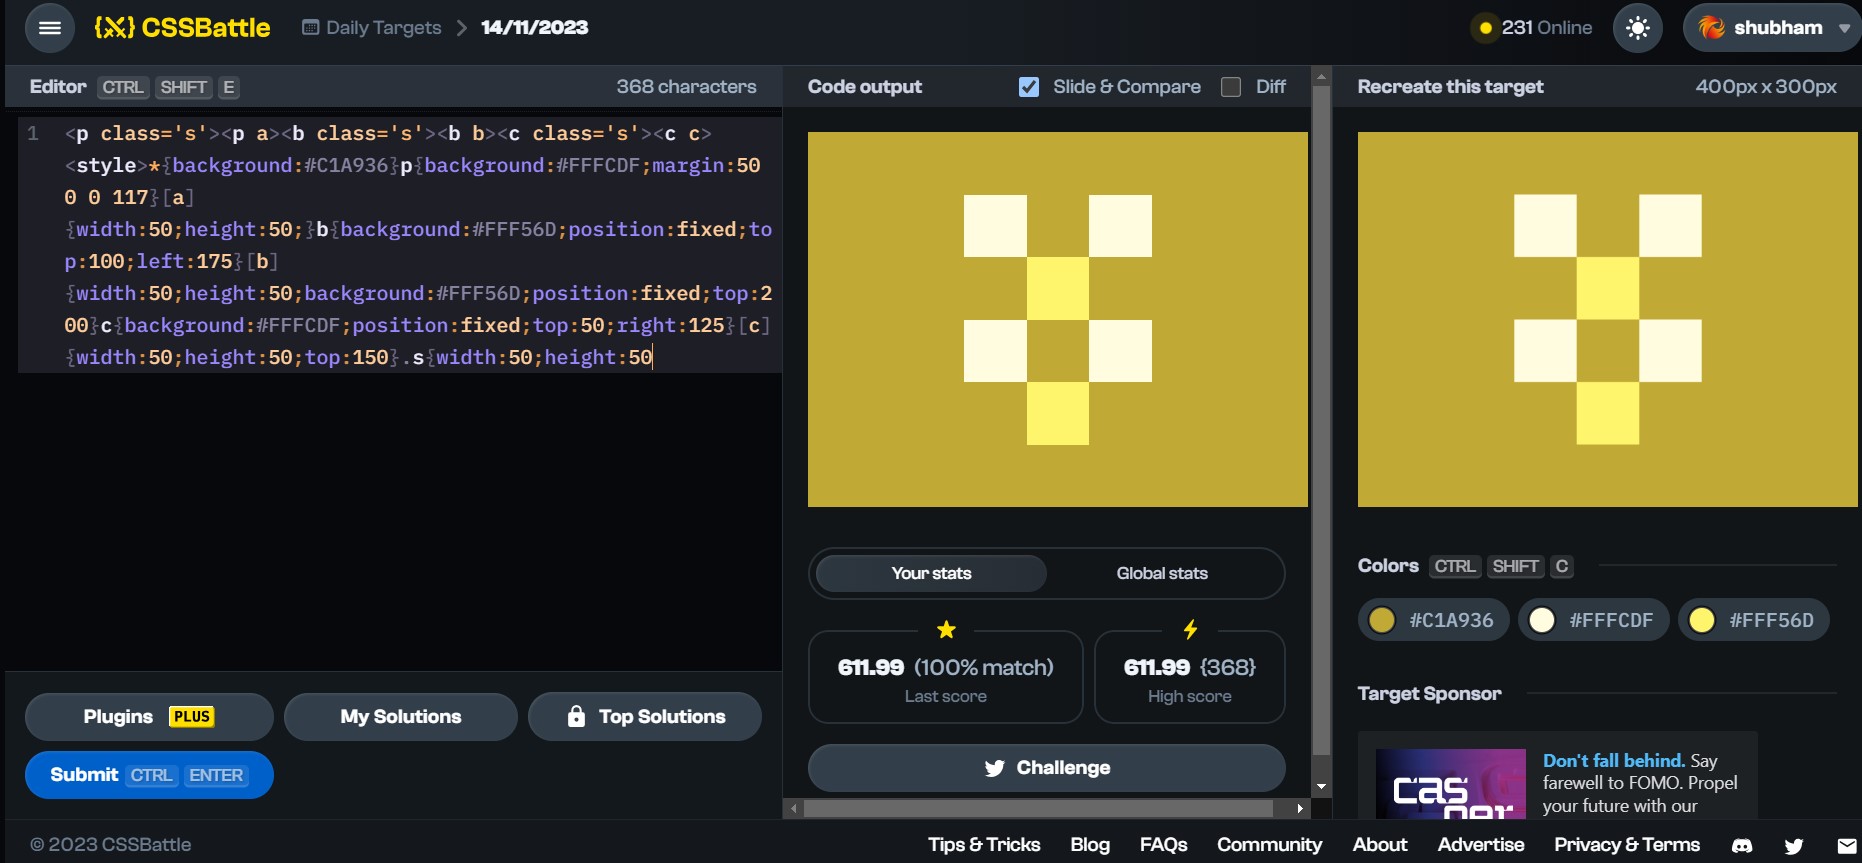 {X} CSSBattle
Daily Targets > 14/11/2023
231 Online
shubham
Editor CTRL SHIFT E
368 characters
1 <p class='s'><p a><b class='s'><b b><c class='s'><c c>
<style>*{background:#C1A936}p{background:#FFFCDF;margin:50
0 0 117}[a]
{width:50;height:50;}b{background:#FFF56D;position:fixed;to
p:100;left:175}[b]
{width:50;height:50;background:#FFF56D;position:fixed;top:2
00}c{background:#FFFCDF;position:fixed;top:50;right:125}[c]
{width:50;height:50;top:150}.s{width:50;height:50
Plugins PLUS
My Solutions
Top Solutions
Submit CTRL ENTER
Code output
Slide & Compare
Diff
Your stats
Global stats
611.99 (100% match)
Last score
611.99 {368}
High score
Challenge
Recreate this target
400px x 300px
Colors CTRL SHIFT C
#C1A936
#FFFCDF
#FFF56D
Target Sponsor
Don't fall behind. Say
farewell to FOMO. Propel
your future with our
© 2023 CSSBattle
Tips & Tricks
Blog
FAQs
Community
About
Advertise
Privacy & Terms